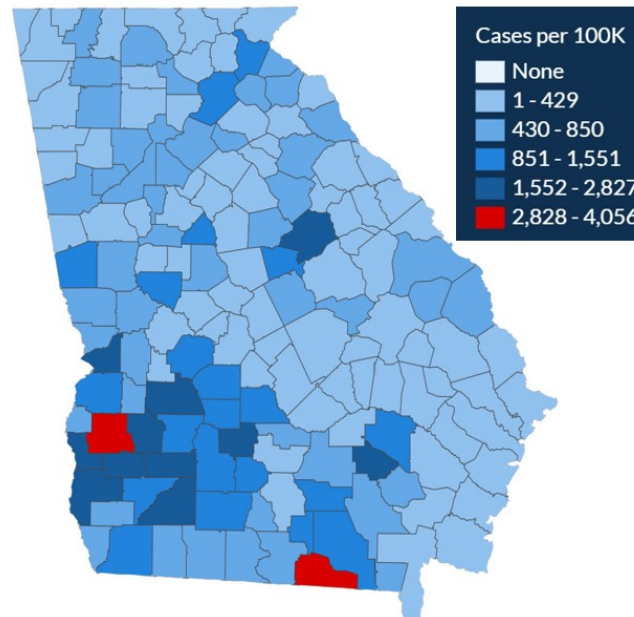 Cases per 100K
None
1 - 429
430 - 850
851 - 1,551
1,552 - 2,827
2,828 - 4,056